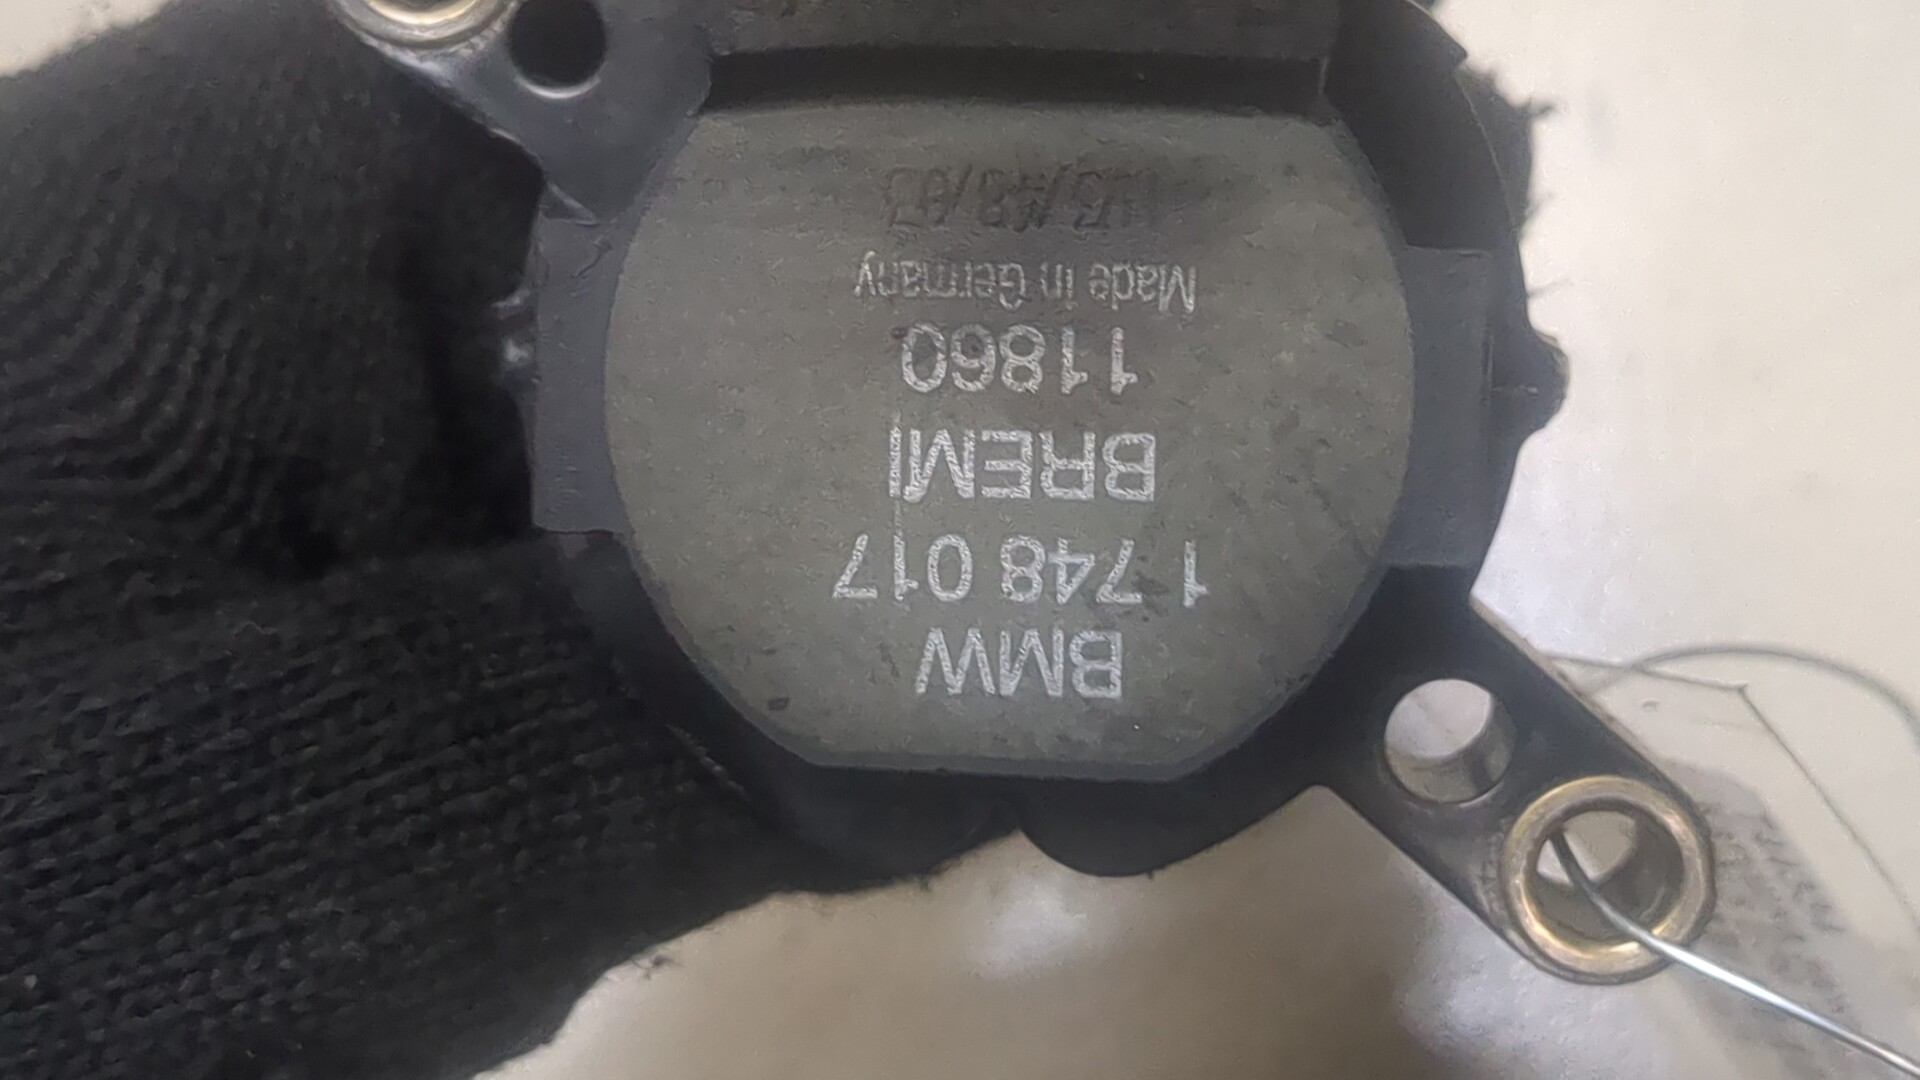 BMW
1 748 017
BREMI
11860
Made in Germany